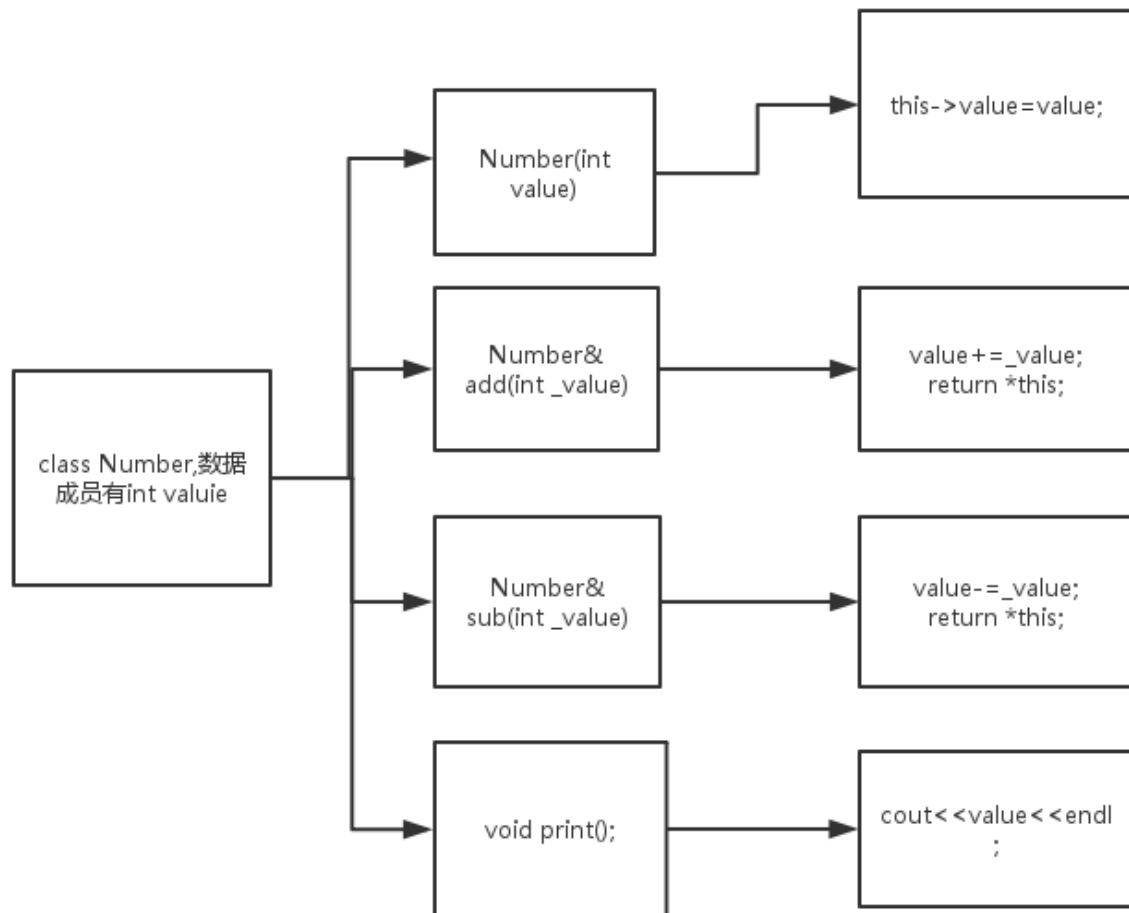 this->value=value;
Number(int
value)
Number&
add(int _value)
value+=_value;
return *this;
class Number,数据
成员有int valuie
Number&
sub(int _value)
value-=_value;
return *this;
void print();
cout<<value<<endl
;